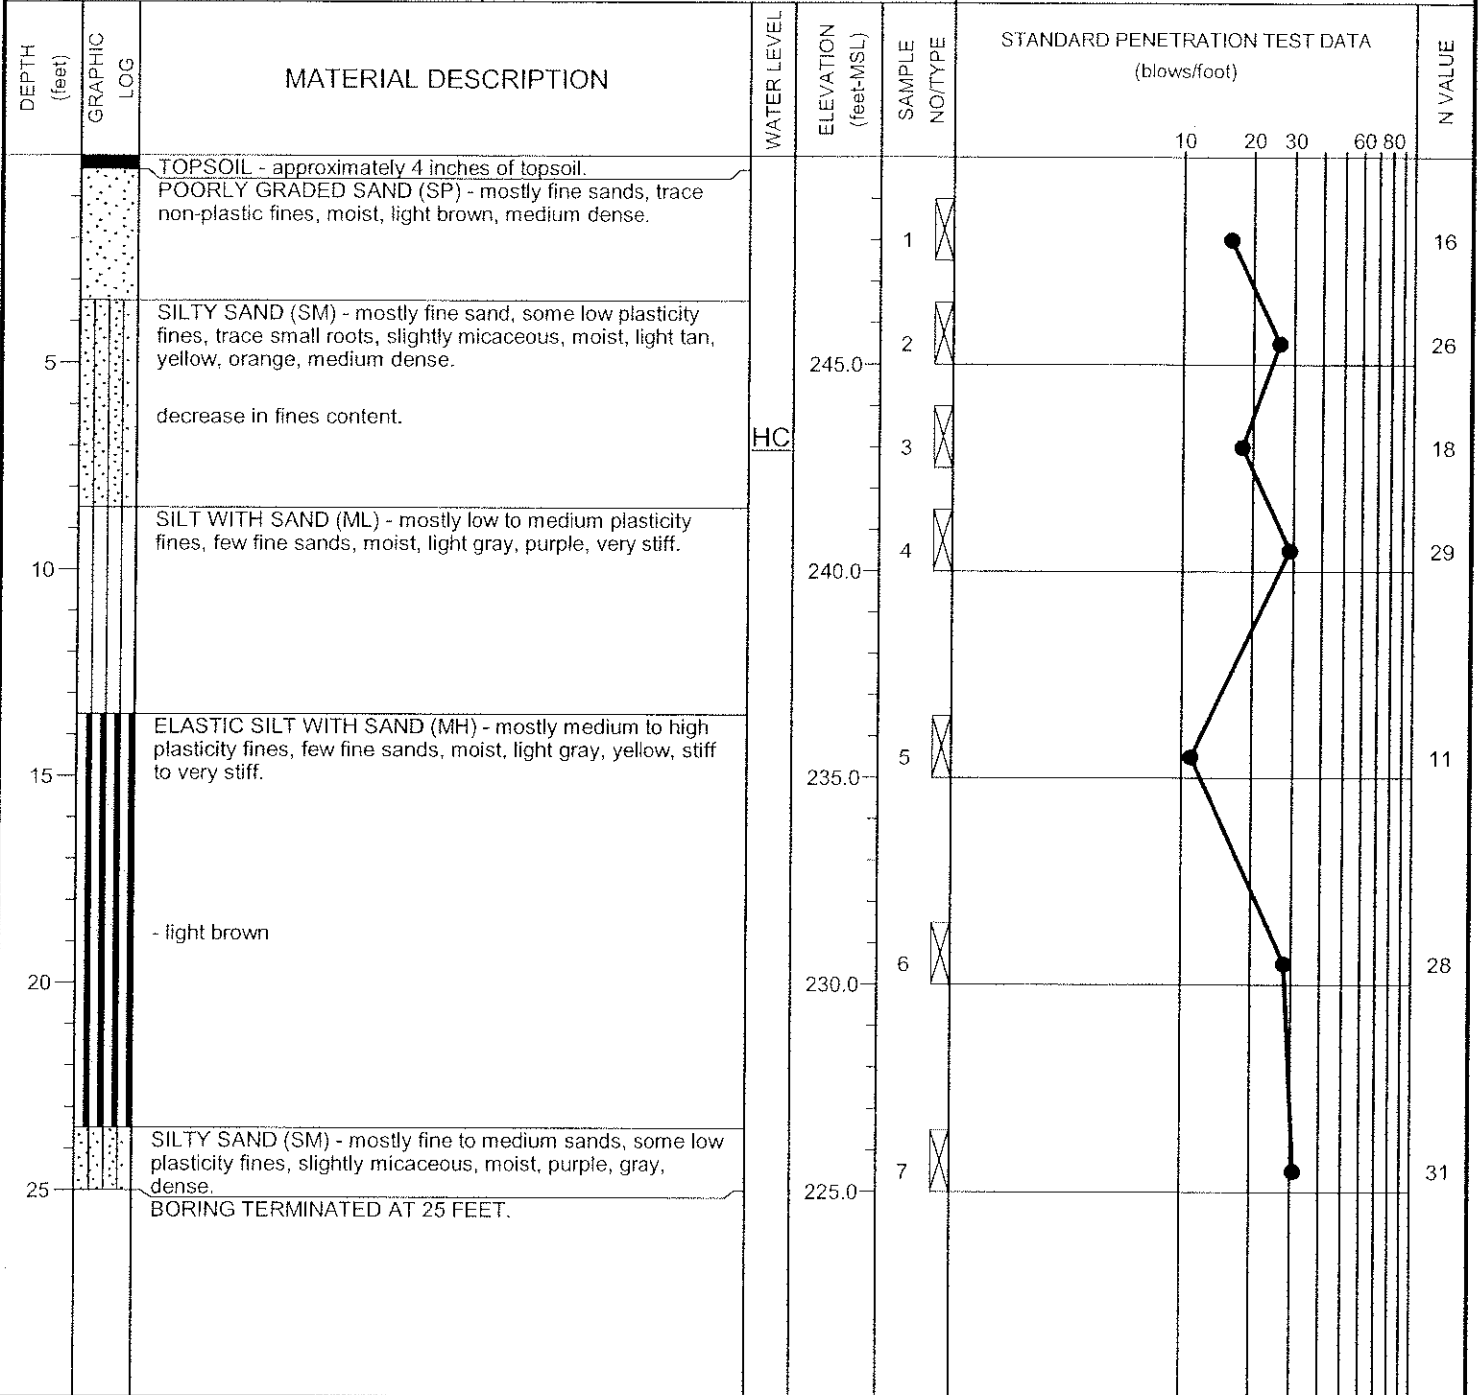 DEPTH (feet)
GRAPHIC LOG
MATERIAL DESCRIPTION
WATER LEVEL
ELEVATION (feet-MSL)
SAMPLE NO/TYPE
STANDARD PENETRATION TEST DATA
(blows/foot)
N VALUE
10 20 30 60 80
TOPSOIL - approximately 4 inches of topsoil.
POORLY GRADED SAND (SP) - mostly fine sands, trace
non-plastic fines, moist, light brown, medium dense.
1 16
SILTY SAND (SM) - mostly fine sand, some low plasticity
fines, trace small roots, slightly micaceous, moist, light tan,
yellow, orange, medium dense.
2 26
5 245.0
decrease in fines content.
HC
3 18
SILT WITH SAND (ML) - mostly low to medium plasticity
fines, few fine sands, moist, light gray, purple, very stiff.
4 29
10 240.0
ELASTIC SILT WITH SAND (MH) - mostly medium to high
plasticity fines, few fine sands, moist, light gray, yellow, stiff
to very stiff.
5 11
15 235.0
- light brown
6 28
20 230.0
SILTY SAND (SM) - mostly fine to medium sands, some low
plasticity fines, slightly micaceous, moist, purple, gray,
dense.
7 31
25 225.0
BORING TERMINATED AT 25 FEET.